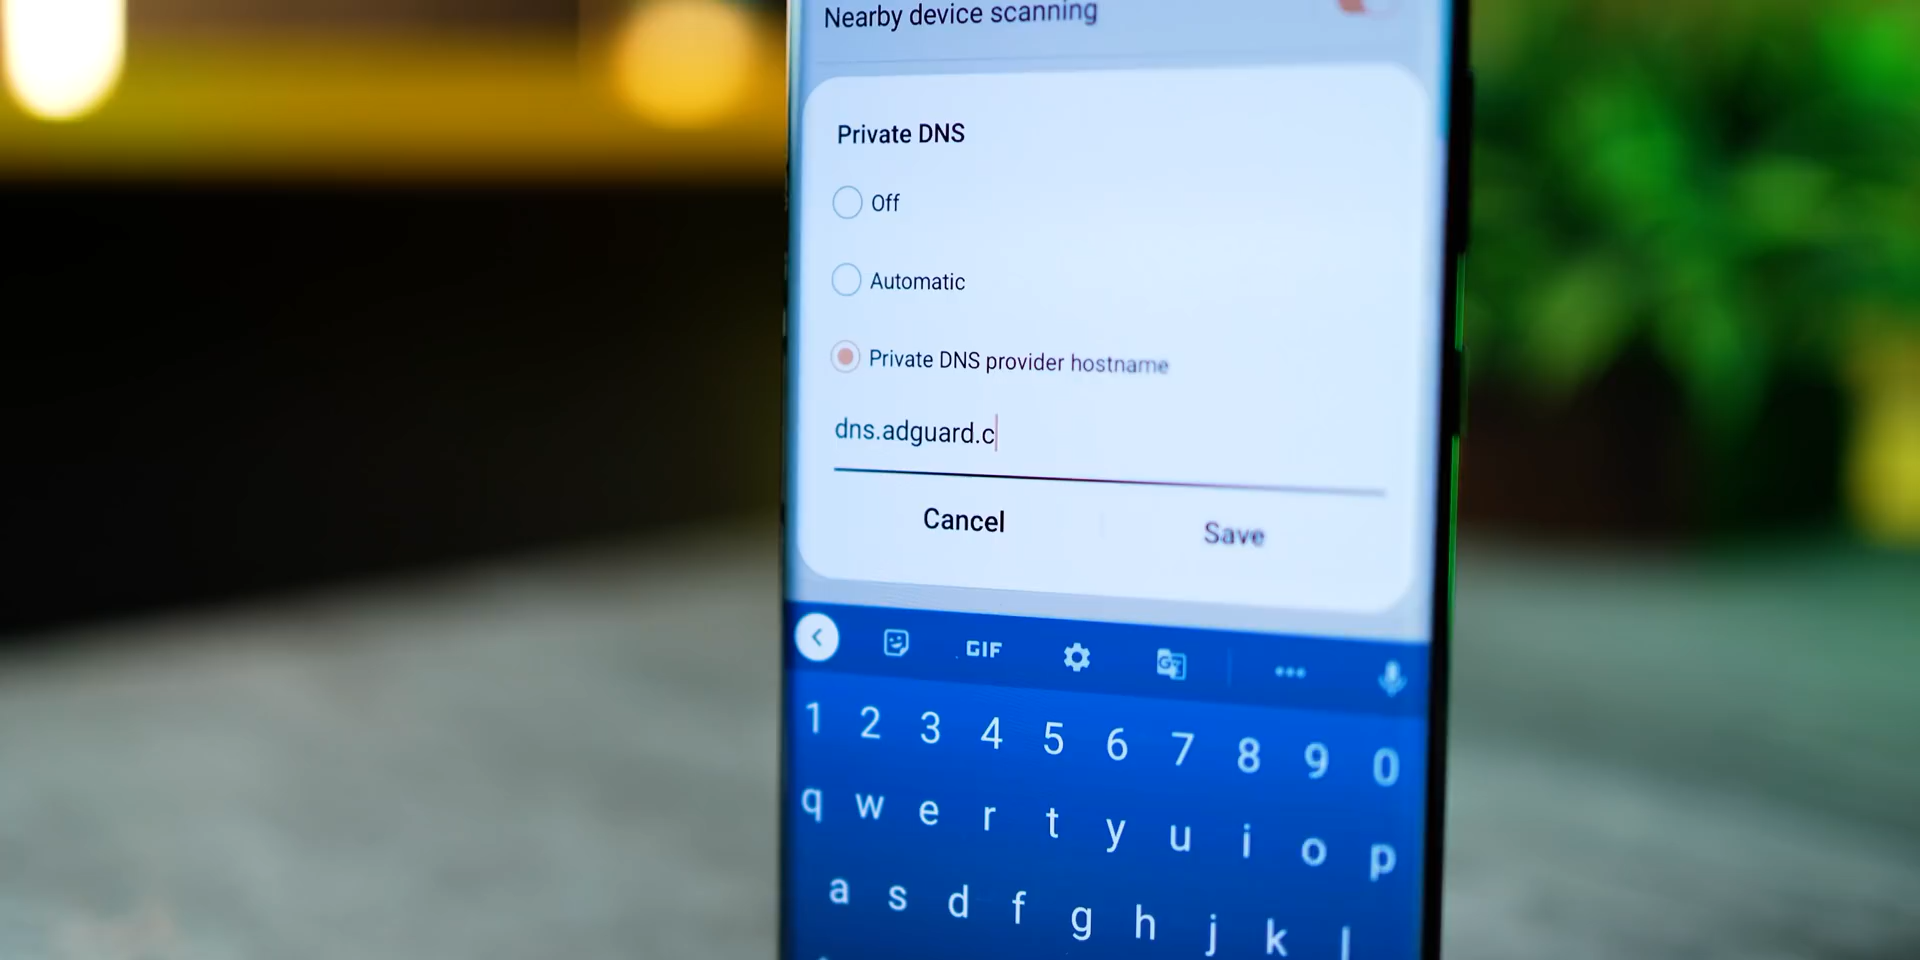 Nearby device scanning
Private DNS
Off
Automatic
Private DNS provider hostname
dns.adguard.c
Cancel Save
GIF
1 2 3 4 5 6 7 8 9 0
q w e r t y u i o p
a s d f g h j k l